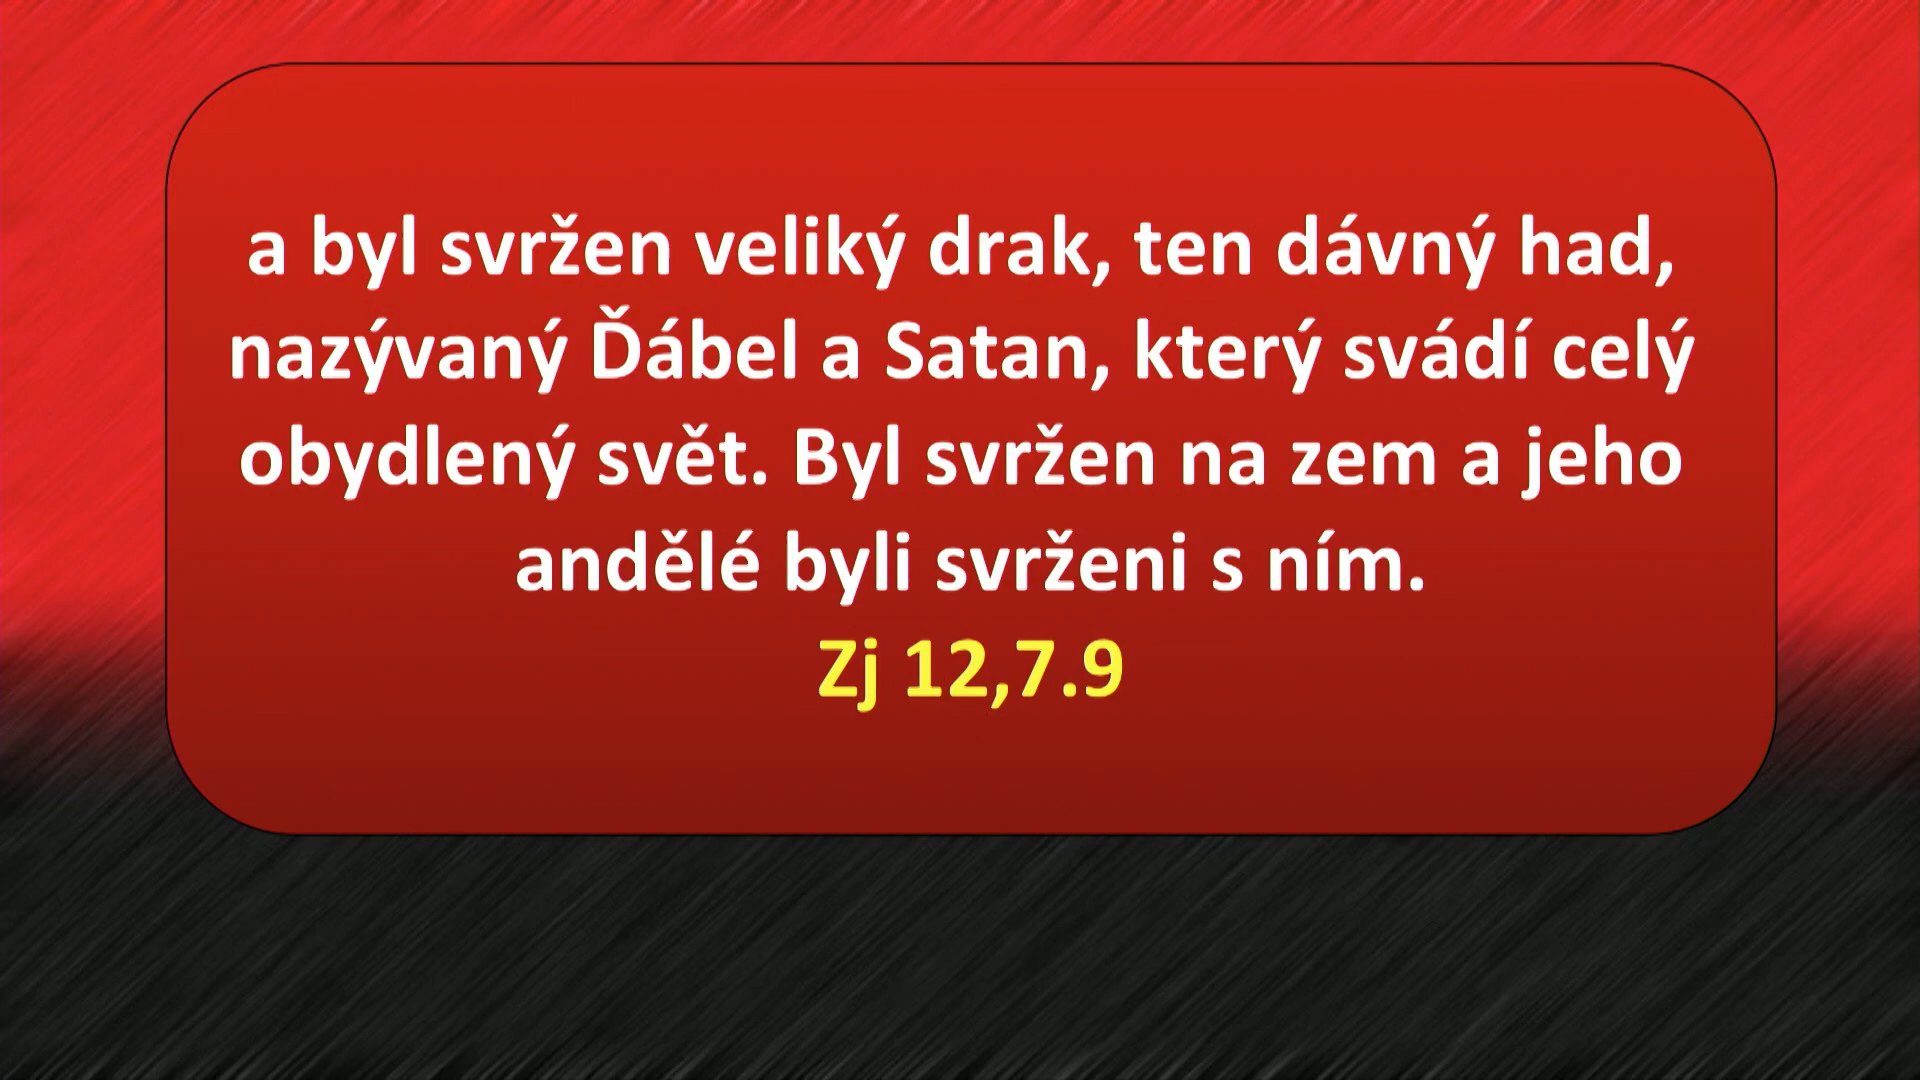 a byl svržen veliký drak, ten dávný had,
nazývaný Ďábel a Satan, který svádí celý
obydlený svět. Byl svržen na zem a jeho
andělé byli svrženi s ním.
Zj 12,7.9